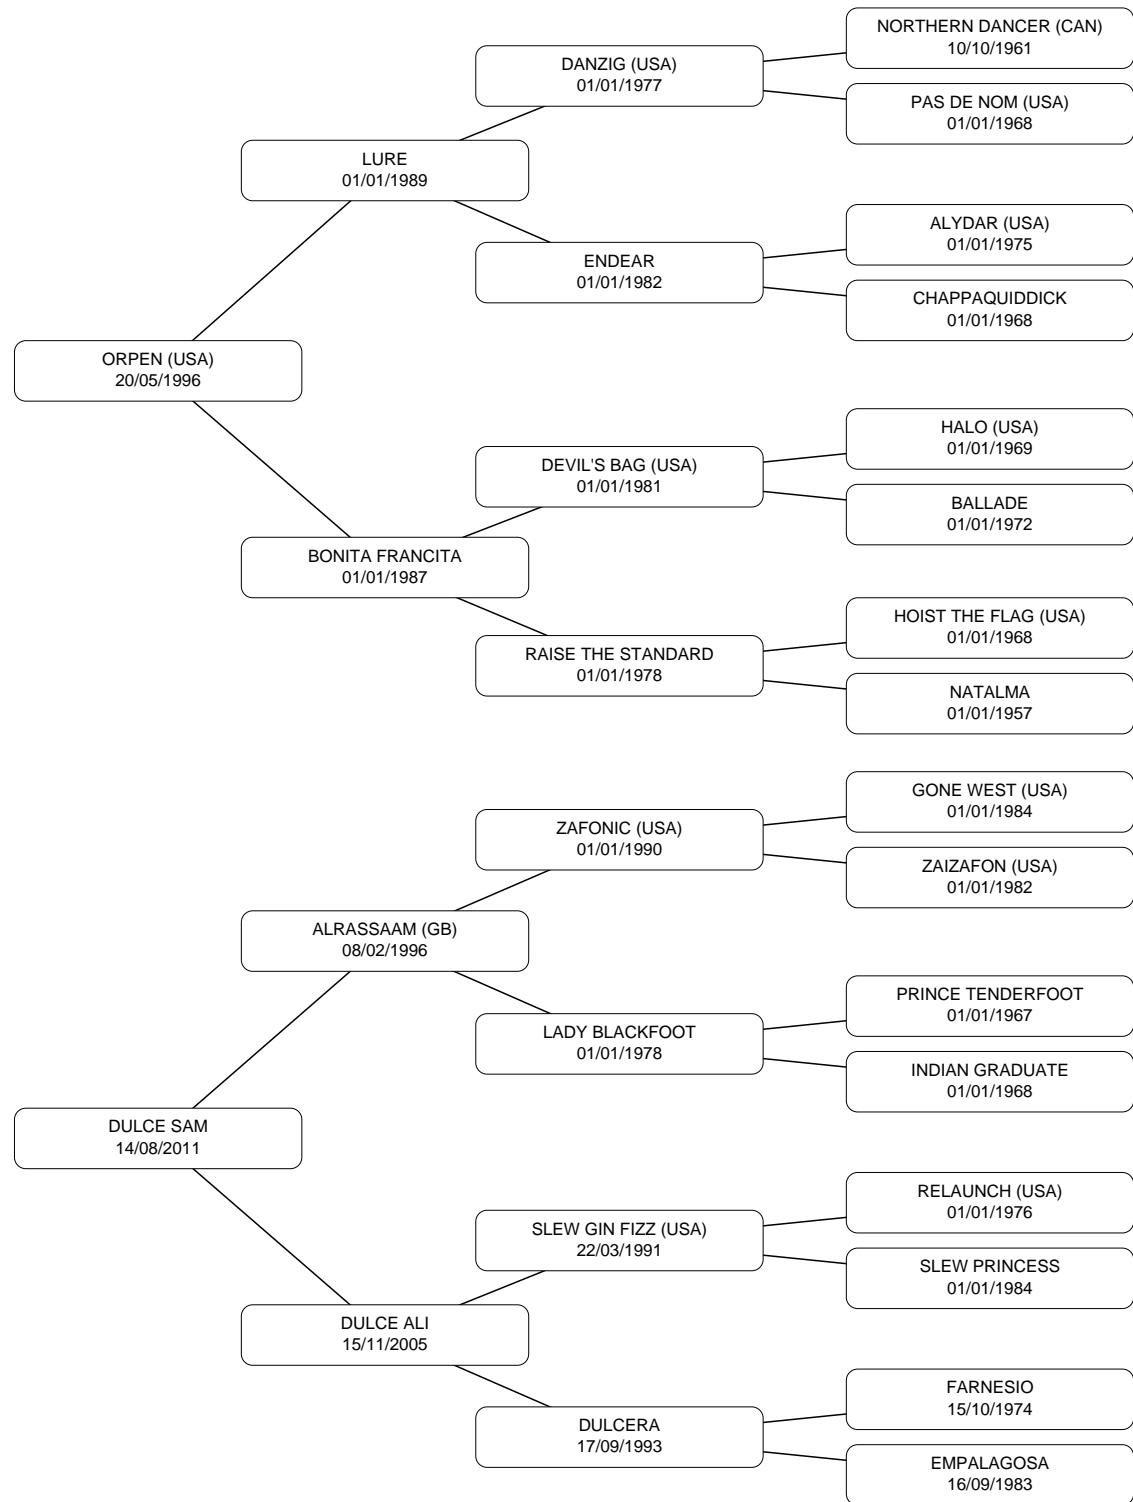 NORTHERN DANCER (CAN)
10/10/1961
DANZIG (USA)
01/01/1977
PAS DE NOM (USA)
01/01/1968
LURE
01/01/1989
ALYDAR (USA)
01/01/1975
ENDEAR
01/01/1982
CHAPPAQUIDDICK
01/01/1968
ORPEN (USA)
20/05/1996
HALO (USA)
01/01/1969
DEVIL'S BAG (USA)
01/01/1981
BALLADE
01/01/1972
BONITA FRANCITA
01/01/1987
HOIST THE FLAG (USA)
01/01/1968
RAISE THE STANDARD
01/01/1978
NATALMA
01/01/1957
GONE WEST (USA)
01/01/1984
ZAFONIC (USA)
01/01/1990
ZAIZAFON (USA)
01/01/1982
ALRASSAAM (GB)
08/02/1996
PRINCE TENDERFOOT
01/01/1967
LADY BLACKFOOT
01/01/1978
INDIAN GRADUATE
01/01/1968
DULCE SAM
14/08/2011
RELAUNCH (USA)
01/01/1976
SLEW GIN FIZZ (USA)
22/03/1991
SLEW PRINCESS
01/01/1984
DULCE ALI
15/11/2005
FARNESIO
15/10/1974
DULCERA
17/09/1993
EMPALAGOSA
16/09/1983